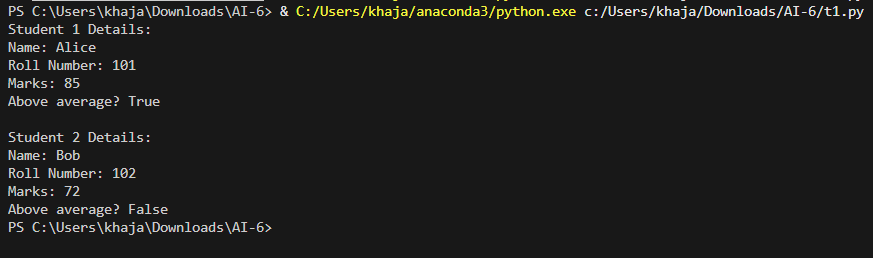 PS C:\Users\khaja\Downloads\AI-6> & C:/Users/khaja/anaconda3/python.exe c:/Users/khaja/Downloads/AI-6/t1.py
Student 1 Details:
Name: Alice
Roll Number: 101
Marks: 85
Above average? True

Student 2 Details:
Name: Bob
Roll Number: 102
Marks: 72
Above average? False
PS C:\Users\khaja\Downloads\AI-6>